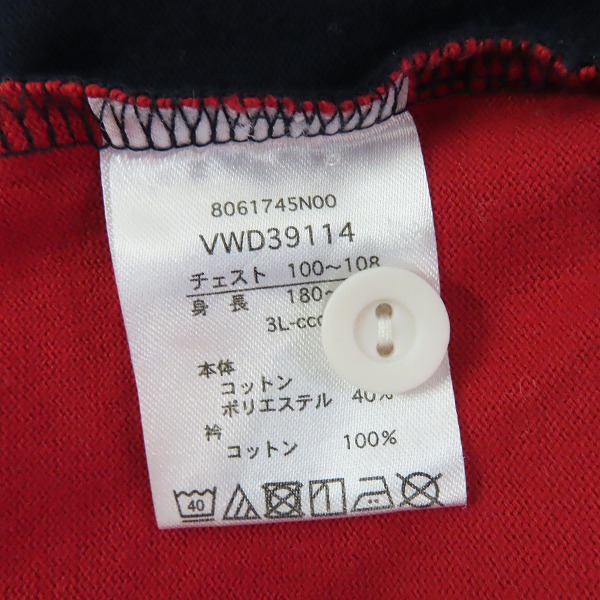 8061745N00
VWD39114
チェスト 100～108
身長 180～
3L-cc
本体
コットン
ポリエステル 40%
衿
コットン 100%
40